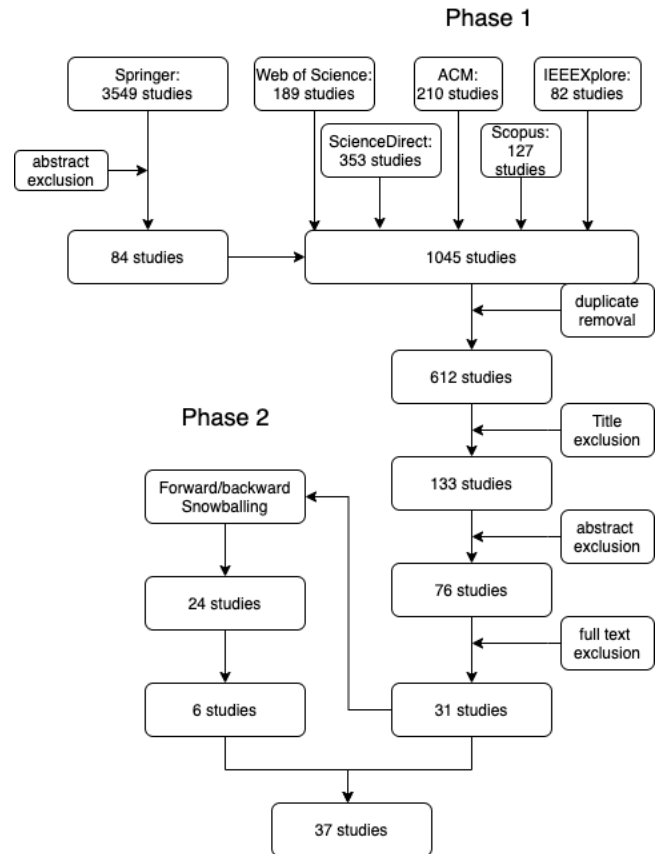 Phase 1
Springer:
3549 studies
Web of Science:
189 studies
ACM:
210 studies
IEEEXplore:
82 studies
ScienceDirect:
353 studies
Scopus:
127
studies
abstract
exclusion
84 studies
1045 studies
duplicate
removal
612 studies
Phase 2
Title
exclusion
133 studies
Forward/backward
Snowballing
abstract
exclusion
76 studies
24 studies
full text
exclusion
6 studies
31 studies
37 studies